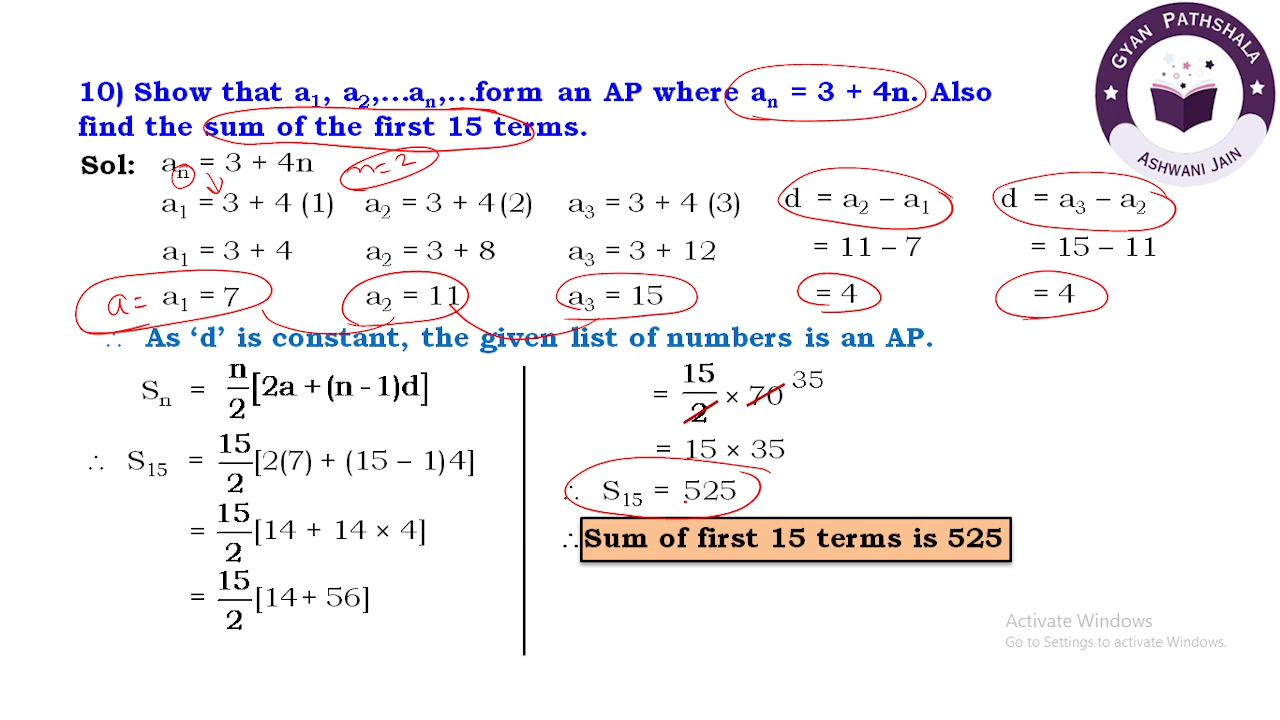 GYAN PATHSHALA
ASHWANI JAIN
10) Show that a₁, a₂,...aₙ,...form an AP where aₙ = 3 + 4n. Also
find the sum of the first 15 terms.
Sol: aₙ = 3 + 4n n=2
a₁ = 3 + 4 (1) a₂ = 3 + 4 (2) a₃ = 3 + 4 (3) d = a₂ – a₁ d = a₃ – a₂
a₁ = 3 + 4 a₂ = 3 + 8 a₃ = 3 + 12 = 11 – 7 = 15 – 11
a= a₁ = 7 a₂ = 11 a₃ = 15 = 4 = 4
∴ As ‘d’ is constant, the given list of numbers is an AP.
Sₙ = n/2 [2a + (n - 1)d]
∴ S₁₅ = 15/2 [2(7) + (15 – 1)4]
= 15/2 [14 + 14 × 4]
= 15/2 [14 + 56]
= 15/2 × 70 35
= 15 × 35
∴ S₁₅ = 525
∴ Sum of first 15 terms is 525
Activate Windows
Go to Settings to activate Windows.